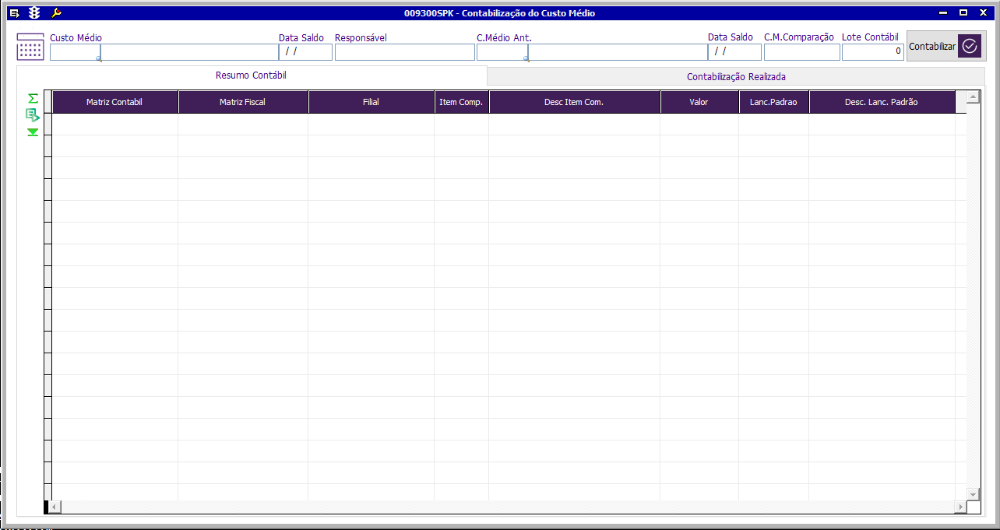 009300SPK - Contabilização do Custo Médio
Custo Médio Data Saldo Responsável C.Médio Ant. Data Saldo C.M.Comparação Lote Contábil
/ / / / 0 Contabilizar
Resumo Contábil Contabilização Realizada
Matriz Contabil Matriz Fiscal Filial Item Comp. Desc Item Com. Valor Lanc.Padrao Desc. Lanc. Padrão